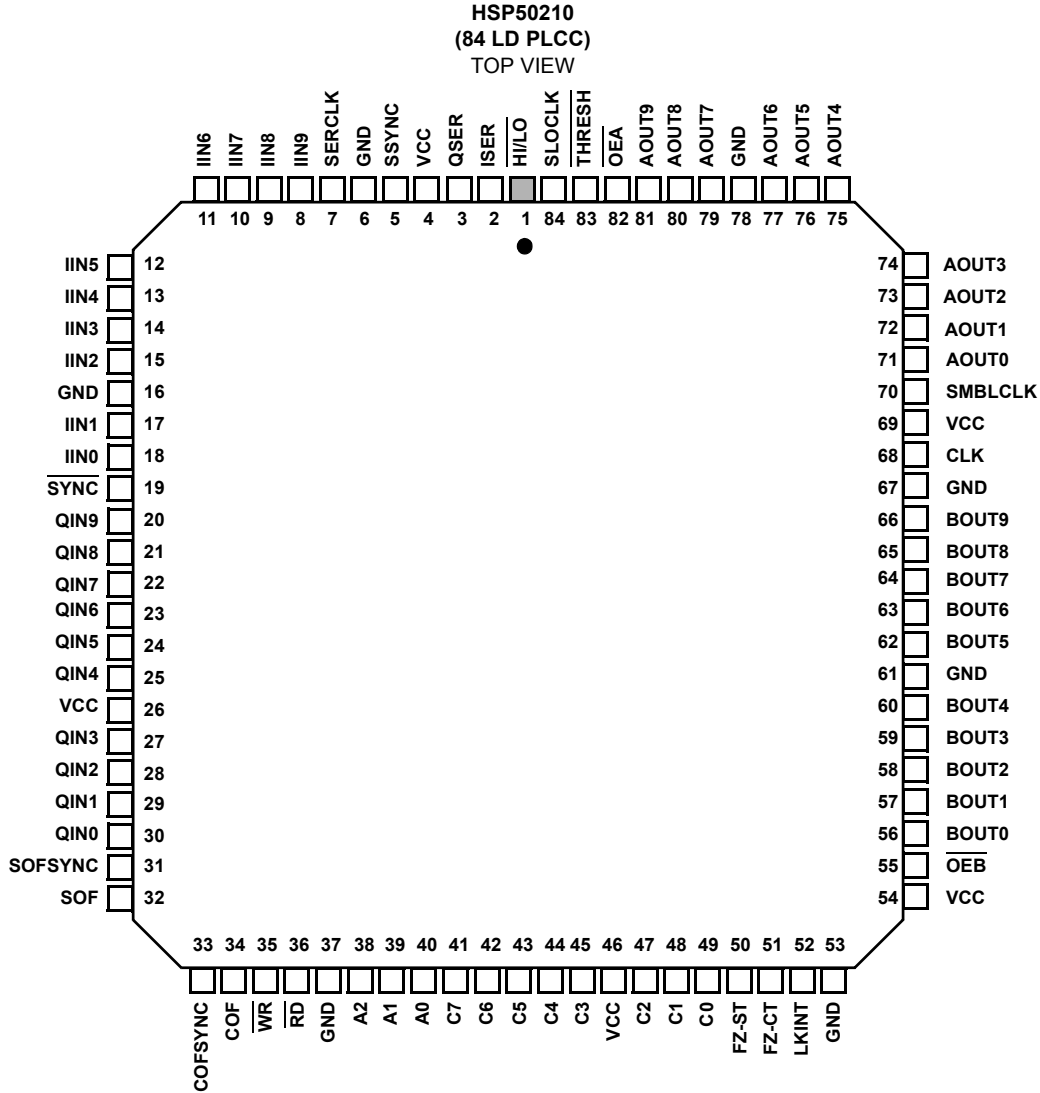 HSP50210
(84 LD PLCC)
TOP VIEW
IIN6 IIN7 IIN8 IIN9 SERCLK GND SSYNC VCC QSER ISER HI/LO SLOCLK THRESH OEA AOUT9 AOUT8 AOUT7 GND AOUT6 AOUT5 AOUT4
11 10 9 8 7 6 5 4 3 2 1 84 83 82 81 80 79 78 77 76 75
IIN5 12 74 AOUT3
IIN4 13 73 AOUT2
IIN3 14 72 AOUT1
IIN2 15 71 AOUT0
GND 16 70 SMBLCLK
IIN1 17 69 VCC
IIN0 18 68 CLK
SYNC 19 67 GND
QIN9 20 66 BOUT9
QIN8 21 65 BOUT8
QIN7 22 64 BOUT7
QIN6 23 63 BOUT6
QIN5 24 62 BOUT5
QIN4 25 61 GND
VCC 26 60 BOUT4
QIN3 27 59 BOUT3
QIN2 28 58 BOUT2
QIN1 29 57 BOUT1
QIN0 30 56 BOUT0
SOFSYNC 31 55 OEB
SOF 32 54 VCC
33 34 35 36 37 38 39 40 41 42 43 44 45 46 47 48 49 50 51 52 53
COFSYNC COF WR RD GND A2 A1 A0 C7 C6 C5 C4 C3 VCC C2 C1 C0 FZ-ST FZ-CT LKINT GND